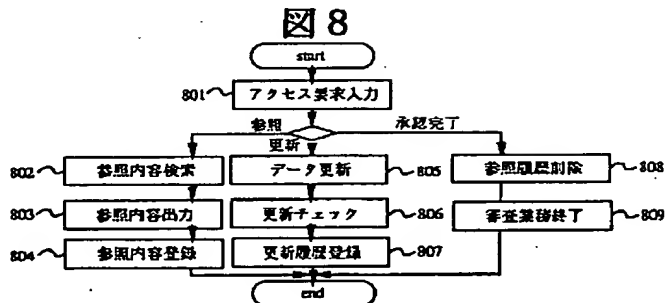 図8
start
801 アクセス要求入力
参照 更新 承認完了
802 参照内容検索
データ更新 805
参照履歴削除 808
803 参照内容出力
更新チェック 806
審査業務終了 809
804 参照内容登録
更新履歴登録 807
end